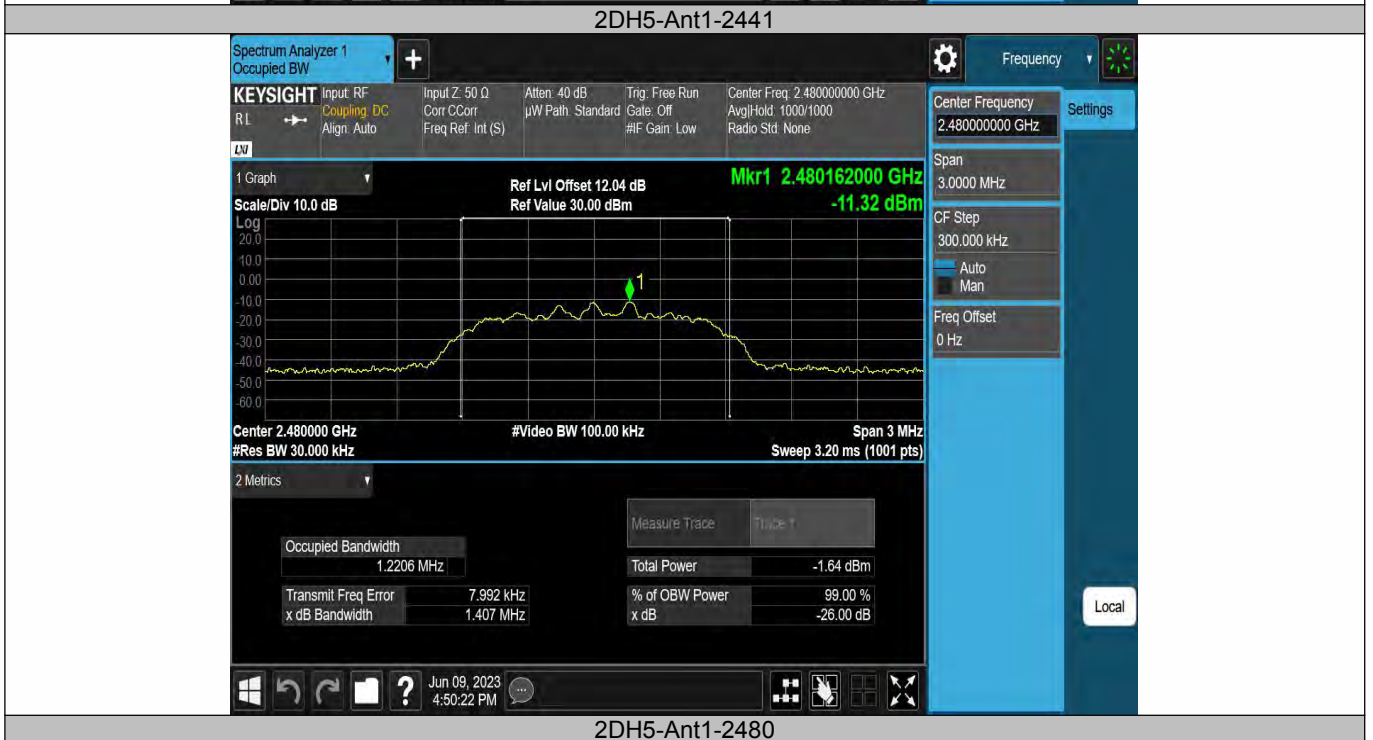 2DH5-Ant1-2441
Spectrum Analyzer 1
Occupied BW
+
Frequency
KEYSIGHT
R L
LXI
Input: RF
Coupling: DC
Align: Auto
Input Z: 50 Ω
Corr CCorr
Freq Ref: Int (S)
Atten: 40 dB
µW Path: Standard
Trig: Free Run
Gate: Off
#IF Gain: Low
Center Freq: 2.480000000 GHz
Avg|Hold: 1000/1000
Radio Std: None
Center Frequency
2.480000000 GHz
Settings
Span
3.0000 MHz
CF Step
300.000 kHz
Auto
Man
Freq Offset
0 Hz
Local
1 Graph
Scale/Div 10.0 dB
Ref Lvl Offset 12.04 dB
Ref Value 30.00 dBm
Mkr1 2.480162000 GHz
-11.32 dBm
Log
20.0
10.0
0.00
-10.0
-20.0
-30.0
-40.0
-50.0
-60.0
1
Center 2.480000 GHz
#Video BW 100.00 kHz
Span 3 MHz
#Res BW 30.000 kHz
Sweep 3.20 ms (1001 pts)
2 Metrics
Measure Trace
Trace 1
Occupied Bandwidth
1.2206 MHz
Total Power
-1.64 dBm
Transmit Freq Error
7.992 kHz
% of OBW Power
99.00 %
x dB Bandwidth
1.407 MHz
x dB
-26.00 dB
?
Jun 09, 2023
4:50:22 PM
2DH5-Ant1-2480